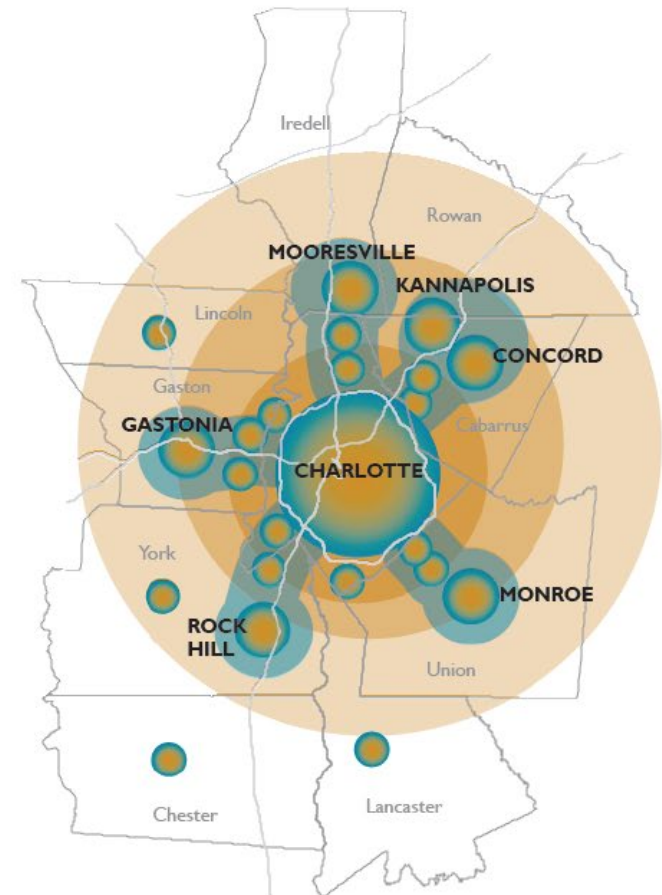 Iredell
Rowan
MOORESVILLE
KANNAPOLIS
Lincoln
CONCORD
Gaston
GASTONIA
Cabarrus
CHARLOTTE
York
MONROE
ROCK
HILL
Union
Chester
Lancaster